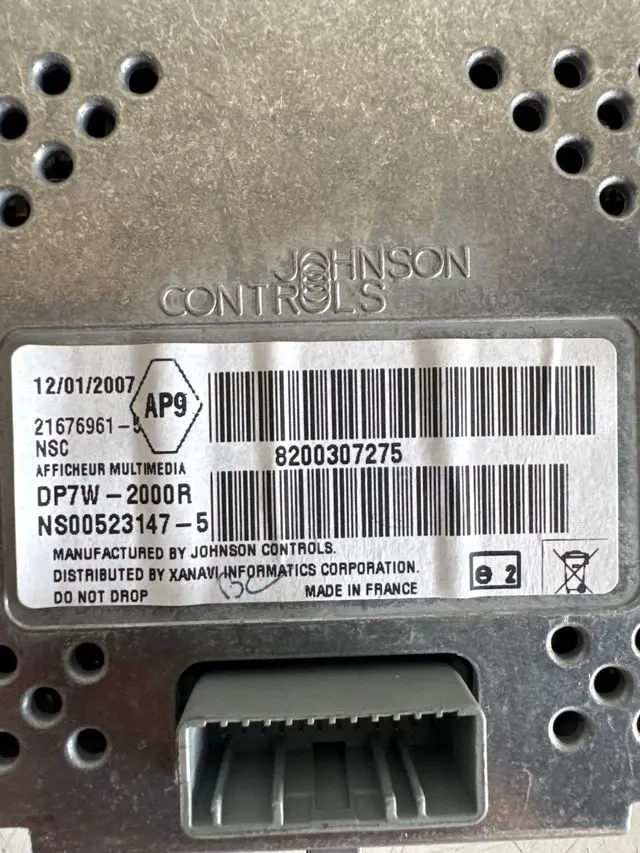 JOHNSON
CONTROLS
12/01/2007
AP9
21676961-5
NSC
8200307275
AFFICHEUR MULTIMEDIA
DP7W-2000R
NS00523147-5
MANUFACTURED BY JOHNSON CONTROLS.
DISTRIBUTED BY XANAVI INFORMATICS CORPORATION.
2
DO NOT DROP
MADE IN FRANCE